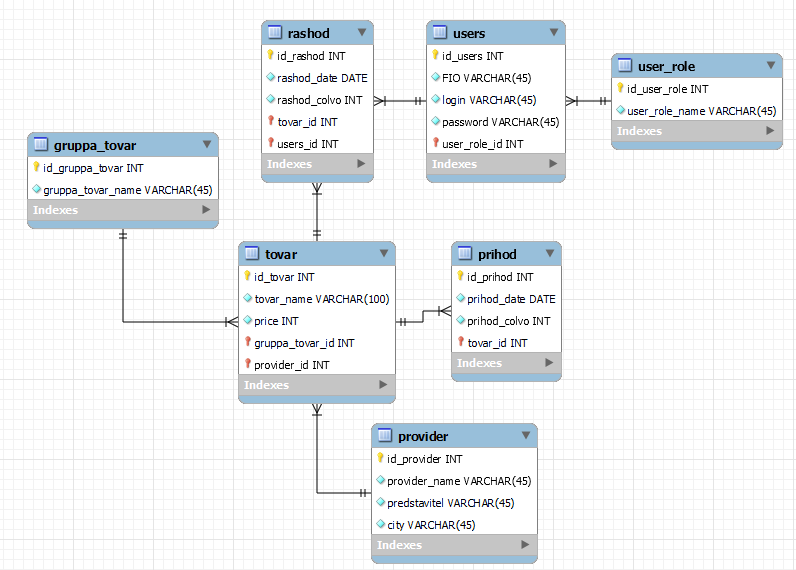 rashod
id_rashod INT
rashod_date DATE
rashod_colvo INT
tovar_id INT
users_id INT
Indexes
users
id_users INT
FIO VARCHAR(45)
login VARCHAR(45)
password VARCHAR(45)
user_role_id INT
Indexes
user_role
id_user_role INT
user_role_name VARCHAR(45)
Indexes
gruppa_tovar
id_gruppa_tovar INT
gruppa_tovar_name VARCHAR(45)
Indexes
tovar
id_tovar INT
tovar_name VARCHAR(100)
price INT
gruppa_tovar_id INT
provider_id INT
Indexes
prihod
id_prihod INT
prihod_date DATE
prihod_colvo INT
tovar_id INT
Indexes
provider
id_provider INT
provider_name VARCHAR(45)
predstavitel VARCHAR(45)
city VARCHAR(45)
Indexes